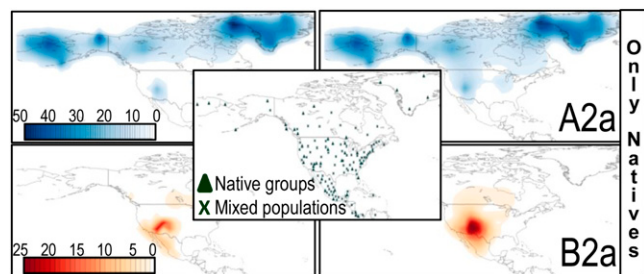 50 40 30 20 10 0
A2a
Native groups
X Mixed populations
25 20 15 10 5 0
B2a
Only Natives